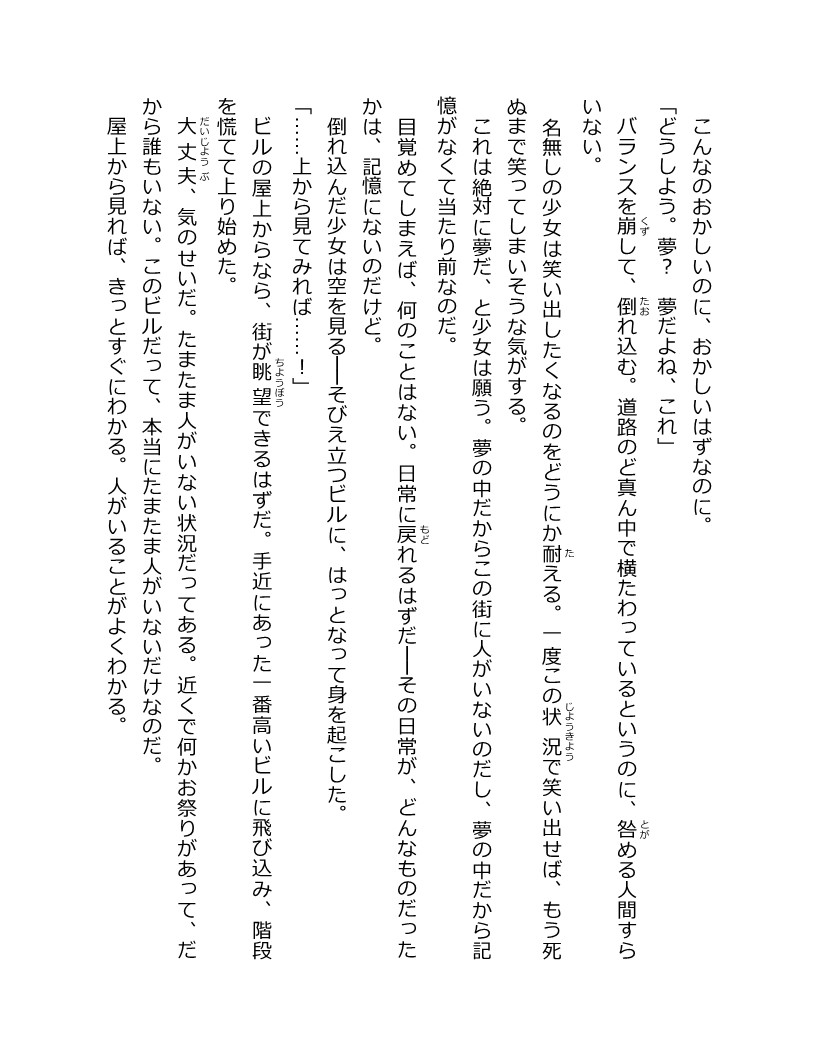 こんなのおかしいのに、おかしいはずなのに。
「どうしよう。夢？　夢だよね、これ」
バランスを崩して、倒れ込む。道路のど真ん中で横たわっているというのに、咎める人間すら
いない。
名無しの少女は笑い出したくなるのをどうにか耐える。一度この状況で笑い出せば、もう死
ぬまで笑ってしまいそうな気がする。
これは絶対に夢だ、と少女は願う。夢の中だからこの街に人がいないのだし、夢の中だから記
憶がなくて当たり前なのだ。
目覚めてしまえば、何のことはない。日常に戻れるはずだ――その日常が、どんなものだった
かは、記憶にないのだけど。
倒れ込んだ少女は空を見る――そびえ立つビルに、はっとなって身を起こした。
「……上から見てみれば……！」
ビルの屋上からなら、街が眺望できるはずだ。手近にあった一番高いビルに飛び込み、階段
を慌てて上り始めた。
大丈夫、気のせいだ。たまたま人がいない状況だってある。近くで何かお祭りがあって、だ
から誰もいない。このビルだって、本当にたまたま人がいないだけなのだ。
屋上から見れば、きっとすぐにわかる。人がいることがよくわかる。